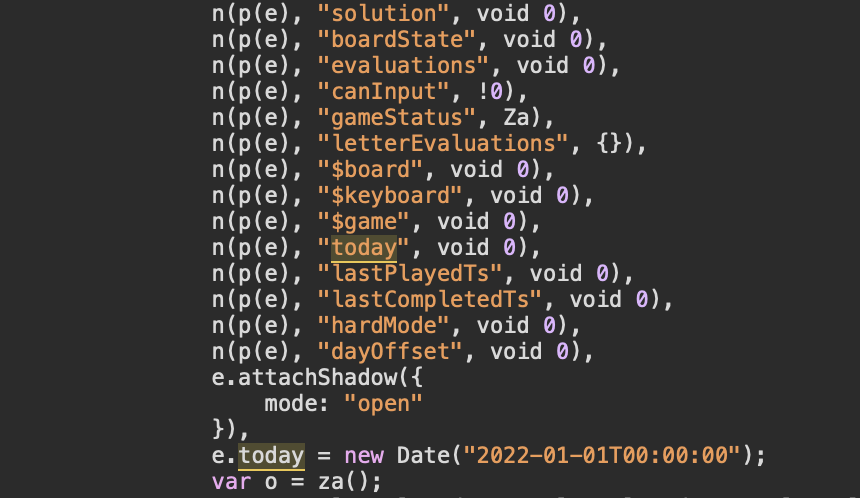 n(p(e), "solution", void 0),
n(p(e), "boardState", void 0),
n(p(e), "evaluations", void 0),
n(p(e), "canInput", !0),
n(p(e), "gameStatus", Za),
n(p(e), "letterEvaluations", {}),
n(p(e), "$board", void 0),
n(p(e), "$keyboard", void 0),
n(p(e), "$game", void 0),
n(p(e), "today", void 0),
n(p(e), "lastPlayedTs", void 0),
n(p(e), "lastCompletedTs", void 0),
n(p(e), "hardMode", void 0),
n(p(e), "dayOffset", void 0),
e.attachShadow({
    mode: "open"
}),
e.today = new Date("2022-01-01T00:00:00");
var o = za();